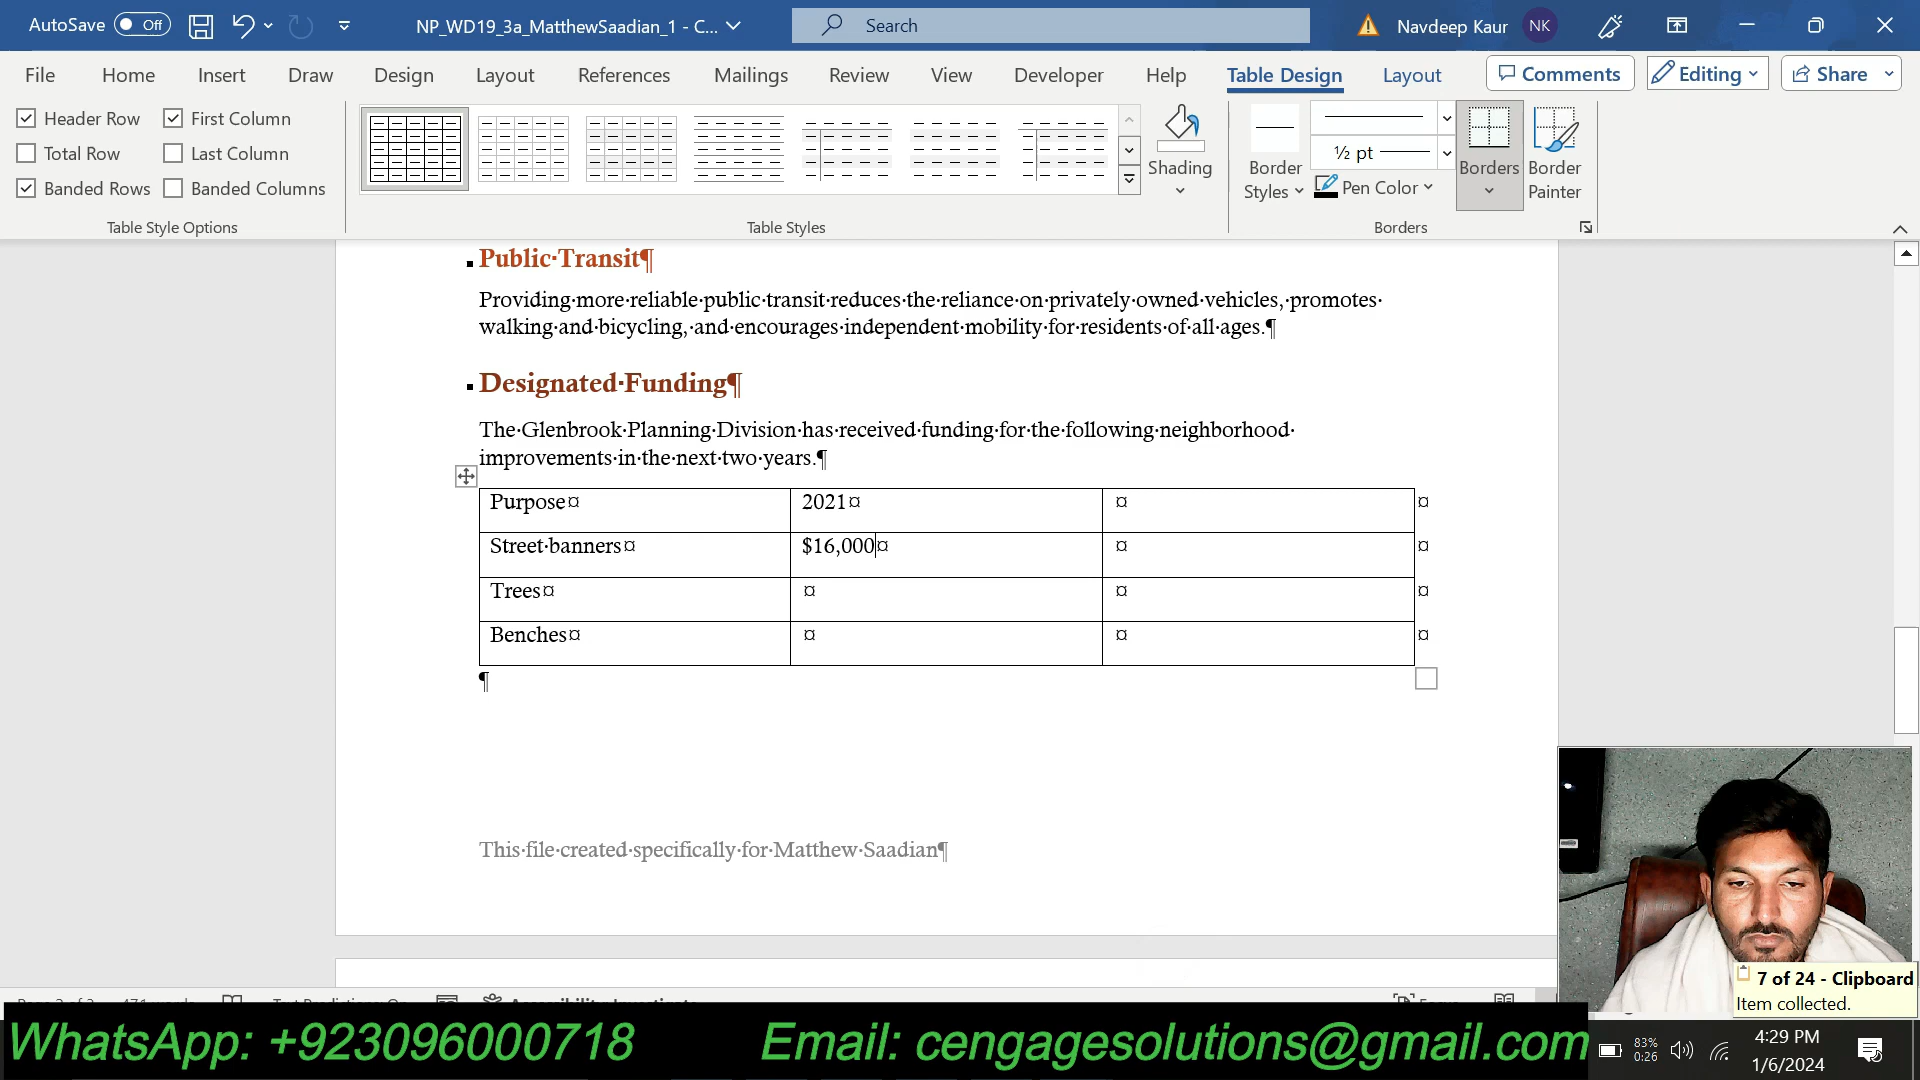 AutoSave Off NP_WD19_3a_MatthewSaadian_1 - C... Search Navdeep Kaur NK
File Home Insert Draw Design Layout References Mailings Review View Developer Help Table Design Layout Comments Editing Share
Header Row First Column
Total Row Last Column
Banded Rows Banded Columns
Table Style Options
Table Styles
Shading
Border Styles
½ pt
Pen Color
Borders
Border Painter
Borders
Public·Transit¶
Providing·more·reliable·public·transit·reduces·the·reliance·on·privately·owned·vehicles,·promotes·
walking·and·bicycling,·and·encourages·independent·mobility·for·residents·of·all·ages.¶
Designated·Funding¶
The·Glenbrook·Planning·Division·has·received·funding·for·the·following·neighborhood·
improvements·in·the·next·two·years.¶
Purpose¤ 2021¤ ¤ ¤
Street·banners¤ $16,000¤ ¤ ¤
Trees¤ ¤ ¤ ¤
Benches¤ ¤ ¤ ¤
¶
This·file·created·specifically·for·Matthew·Saadian¶
7 of 24 - Clipboard
Item collected.
WhatsApp: +923096000718 Email: cengagesolutions@gmail.com
83%
0:26
4:29 PM
1/6/2024